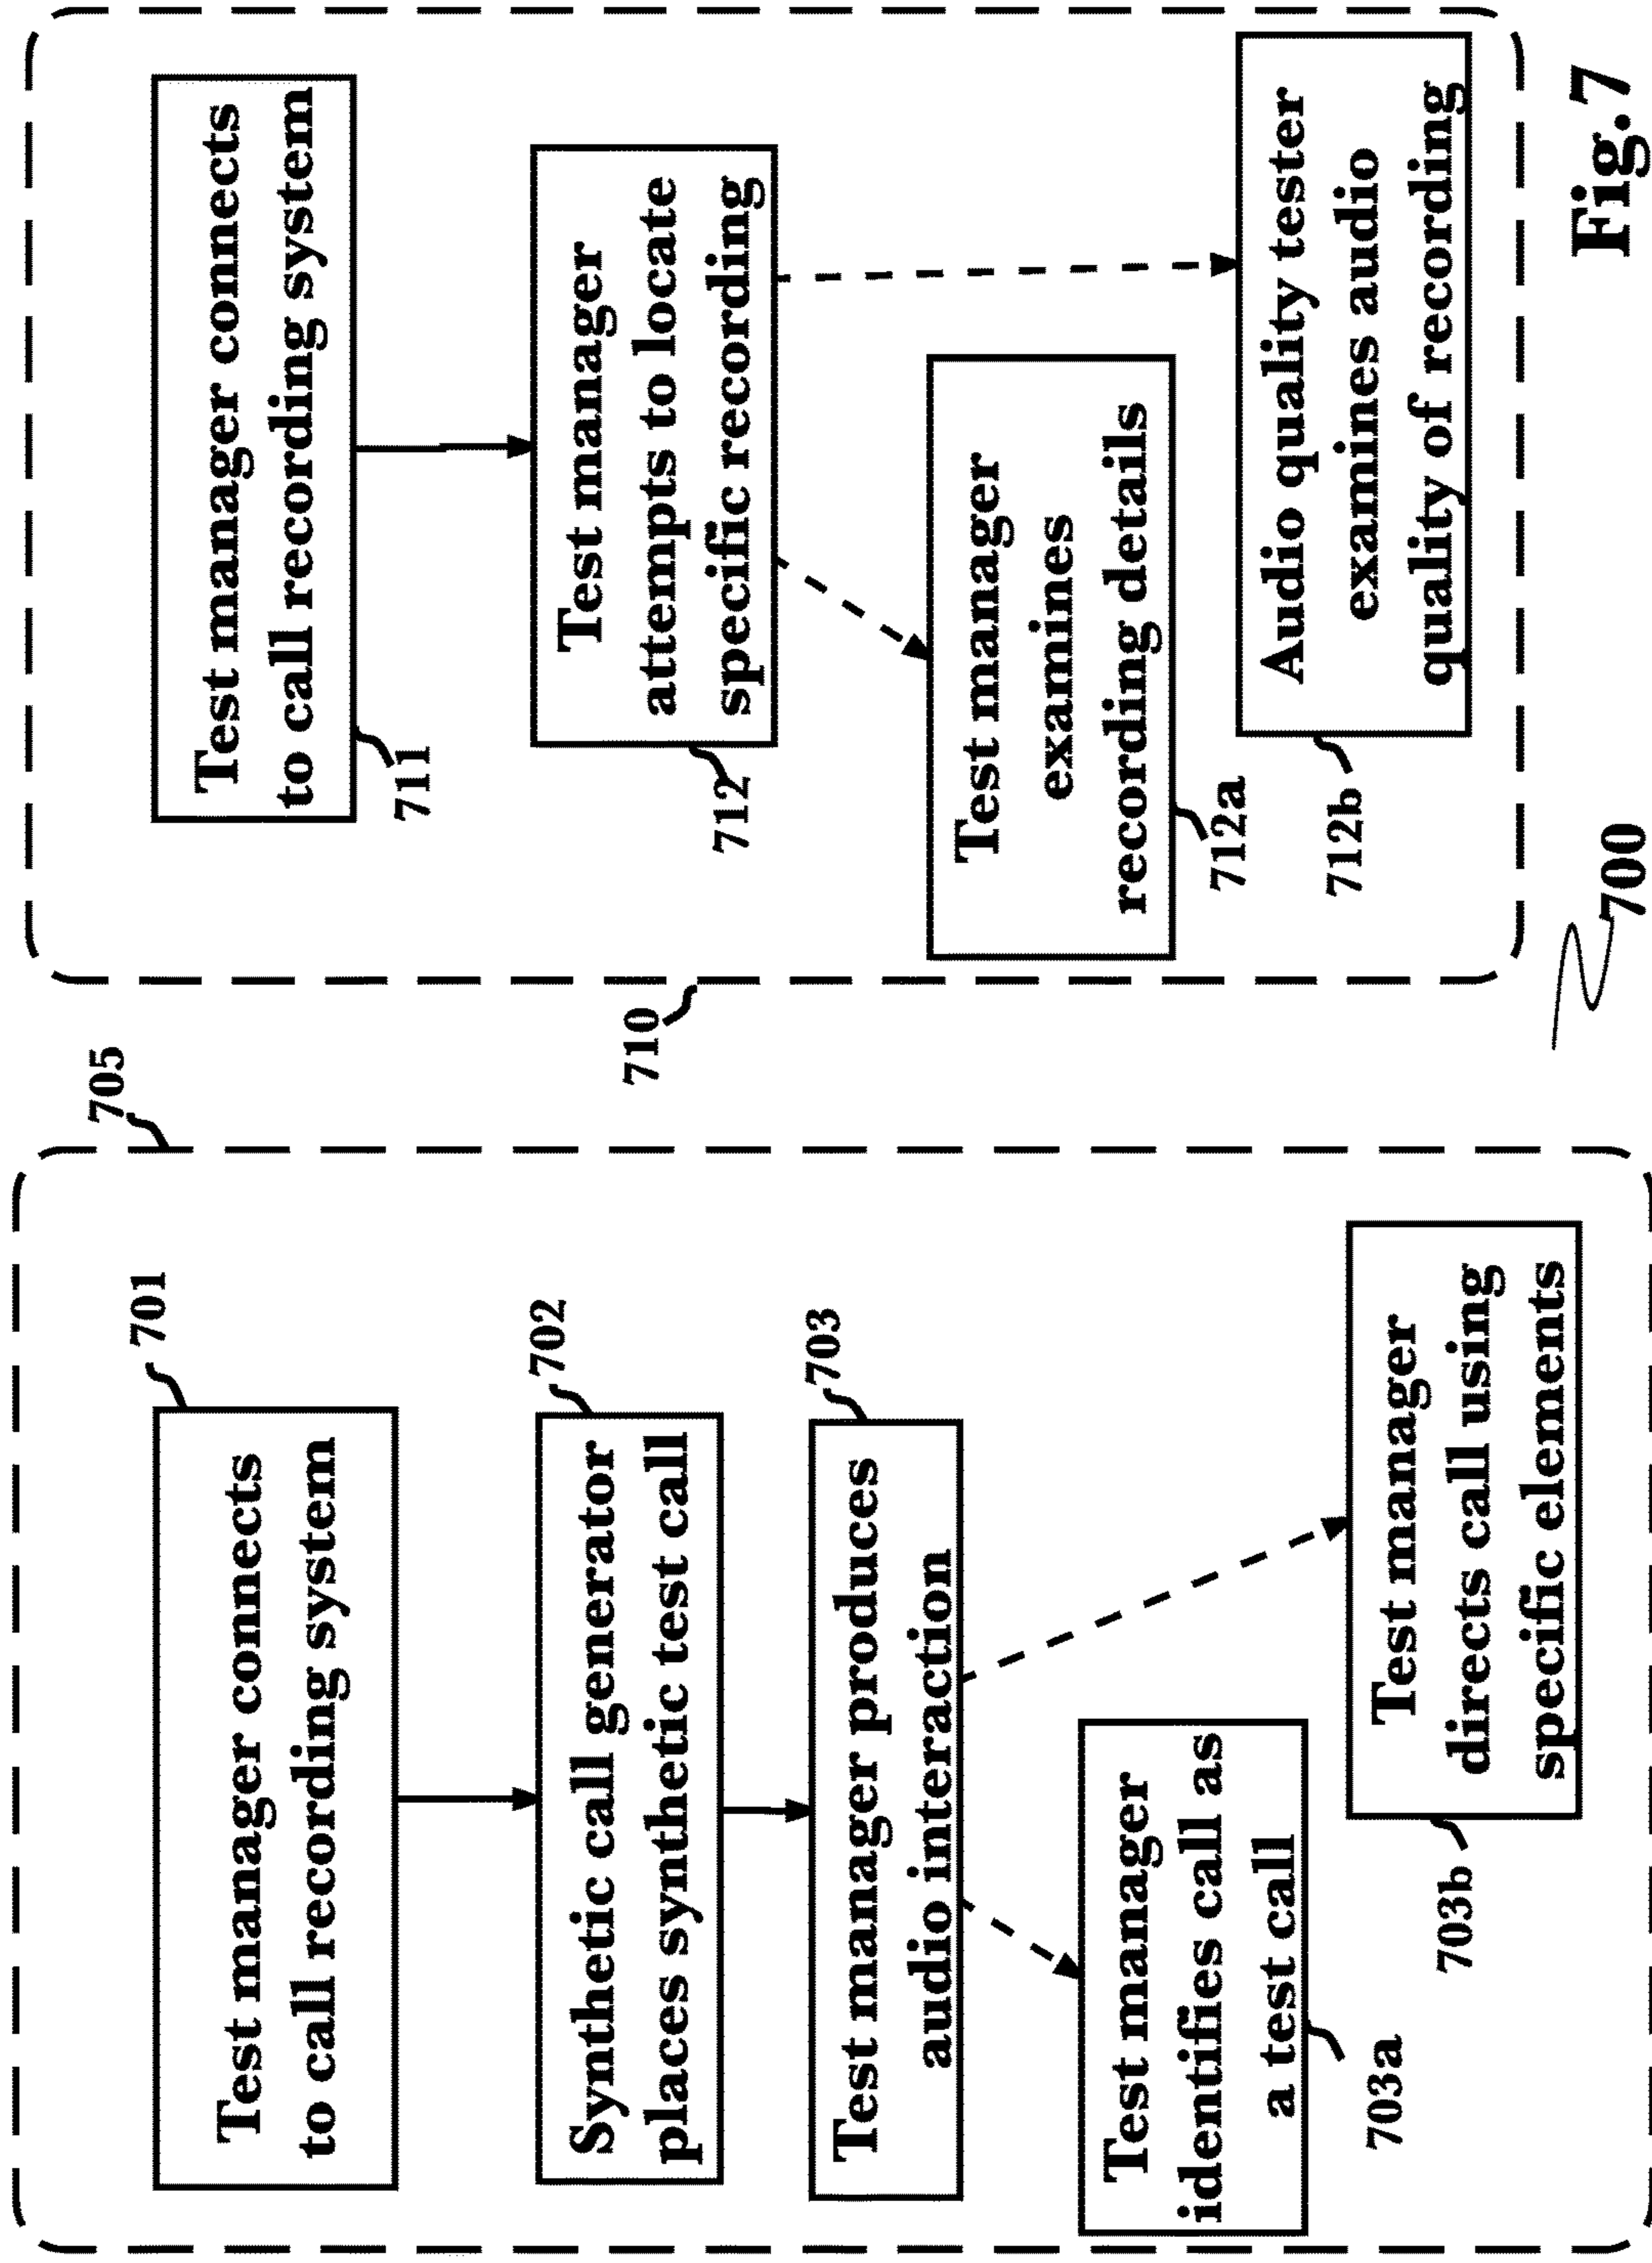 705
701
Test manager connects
to call recording system
702
Synthetic call generator
places synthetic test call
703
Test manager produces
audio interaction
Test manager
identifies call as
a test call
703a
Test manager
directs call using
specific elements
703b
710
Test manager connects
to call recording system
711
Test manager
attempts to locate
specific recording
712
Test manager
examines
recording details
712a
Audio quality tester
examines audio
quality of recording
712b
700
Fig.7